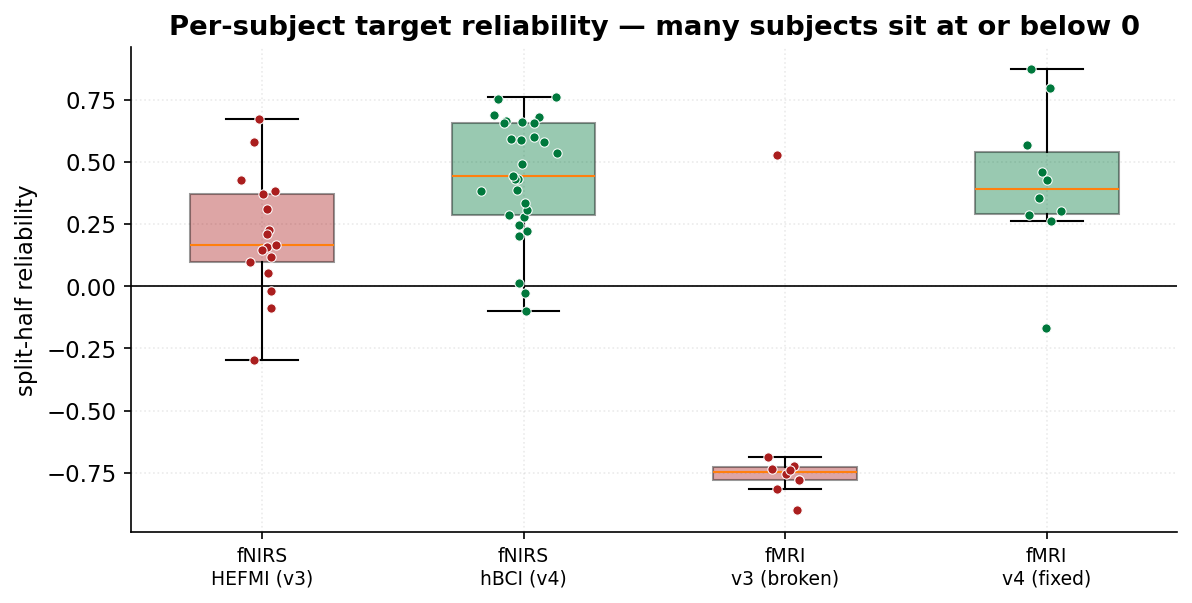 Per-subject target reliability — many subjects sit at or below 0
split-half reliability
0.75
0.50
0.25
0.00
−0.25
−0.50
−0.75
fNIRS
HEFMI (v3)
fNIRS
hBCI (v4)
fMRI
v3 (broken)
fMRI
v4 (fixed)